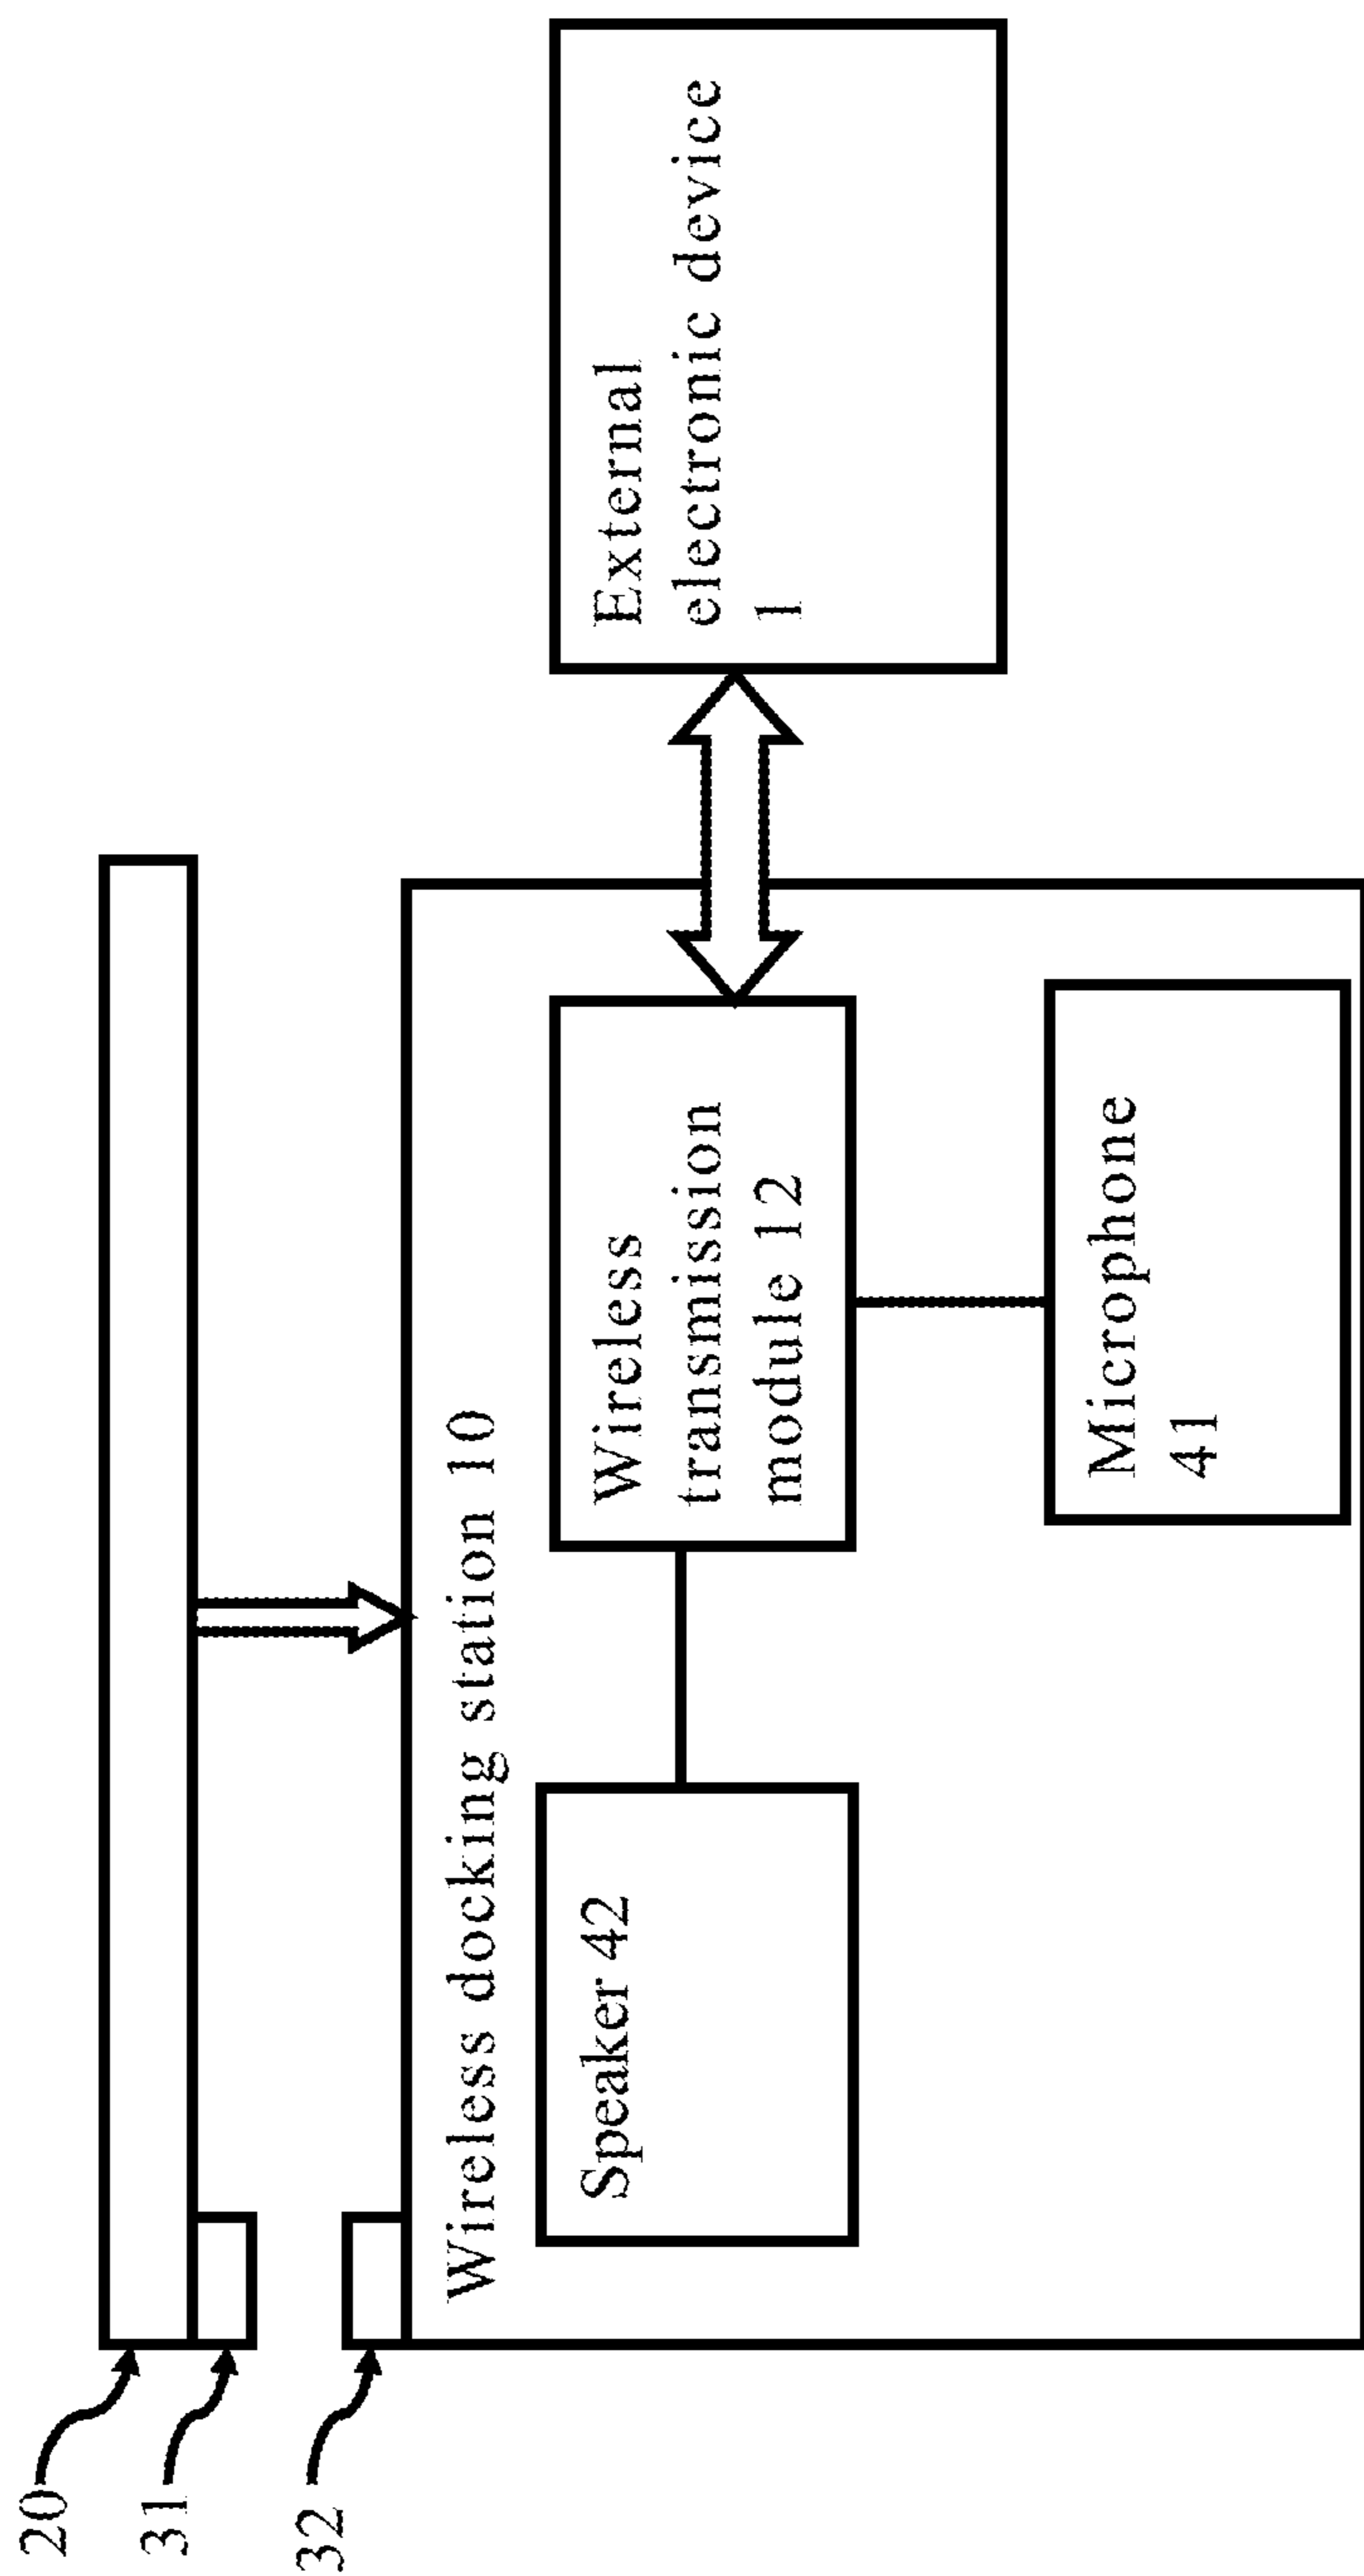 20
31
32
Wireless docking station 10
Speaker 42
Wireless
transmission
module 12
Microphone
41
External
electronic device
1